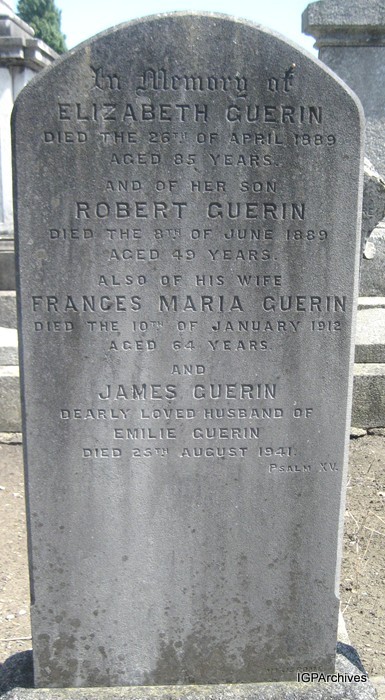 In Memory of
ELIZABETH GUERIN
DIED THE 26TH OF APRIL 1889
AGED 85 YEARS.
AND OF HER SON
ROBERT GUERIN
DIED THE 8TH OF JUNE 1889
AGED 49 YEARS.
ALSO OF HIS WIFE
FRANCES MARIA GUERIN
DIED THE 10TH OF JANUARY 1912
AGED 64 YEARS.
AND
JAMES GUERIN
DEARLY LOVED HUSBAND OF
EMILIE GUERIN
DIED 25TH AUGUST 1941.
PSALM XV.
IGPArchives